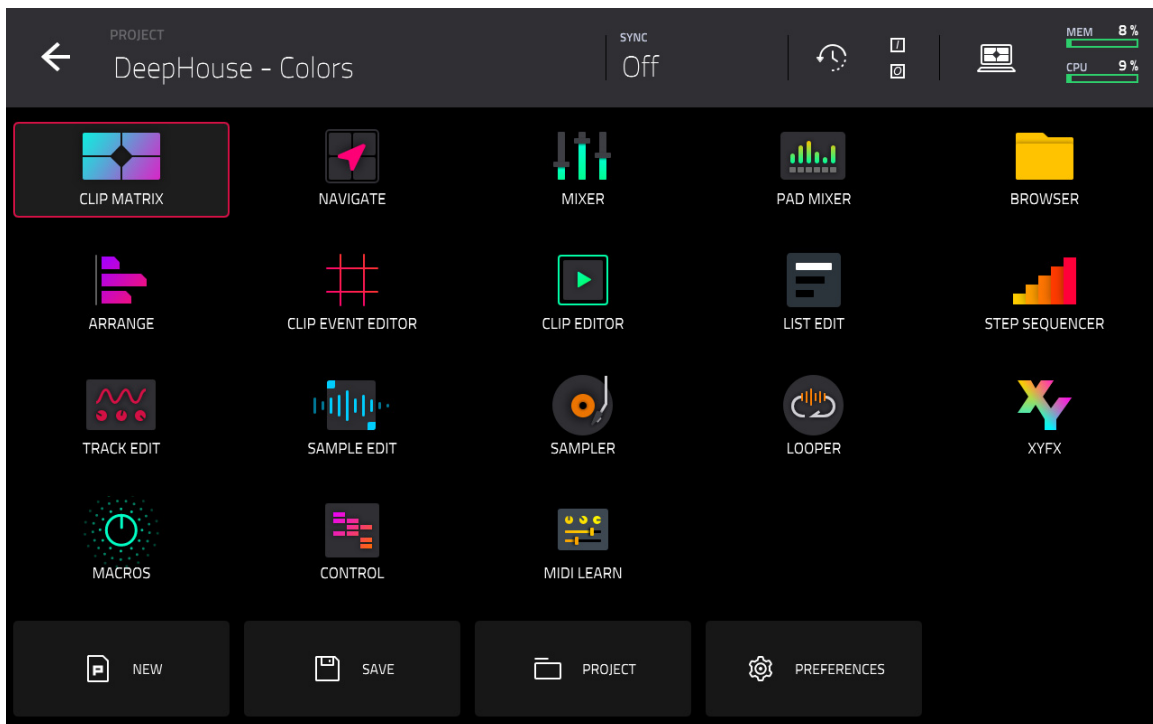 PROJECT
DeepHouse - Colors
SYNC
Off
I
O
MEM 8 %
CPU 9 %
CLIP MATRIX
NAVIGATE
MIXER
PAD MIXER
BROWSER
ARRANGE
CLIP EVENT EDITOR
CLIP EDITOR
LIST EDIT
STEP SEQUENCER
TRACK EDIT
SAMPLE EDIT
SAMPLER
LOOPER
XY
XYFX
MACROS
CONTROL
MIDI LEARN
P
NEW
SAVE
PROJECT
PREFERENCES